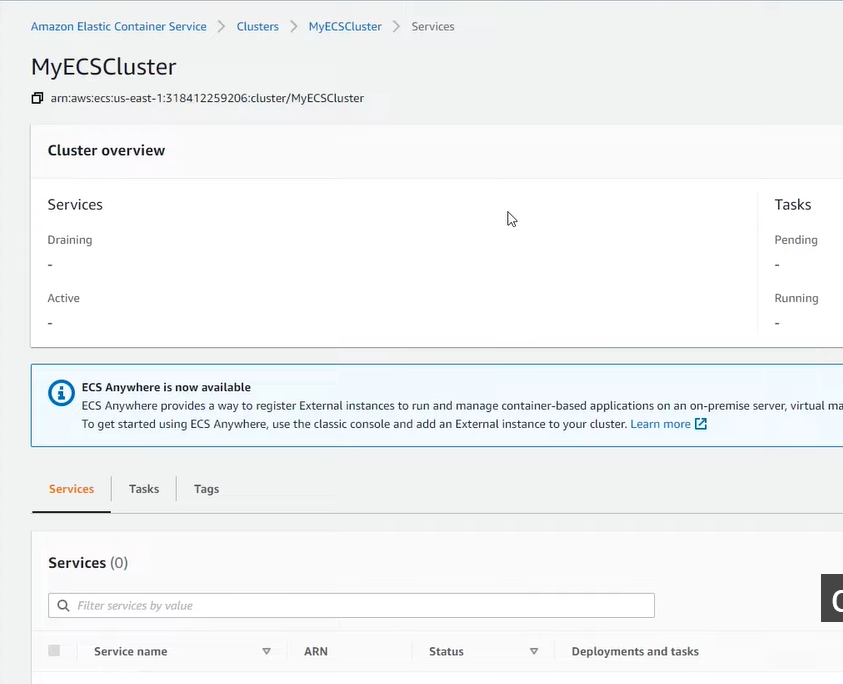 Amazon Elastic Container Service > Clusters > MyECSCluster > Services
MyECSCluster
arn:aws:ecs:us-east-1:318412259206:cluster/MyECSCluster
Cluster overview
Services
Tasks
Draining
Pending
-
-
Active
Running
-
-
ECS Anywhere is now available
ECS Anywhere provides a way to register External instances to run and manage container-based applications on an on-premise server, virtual
To get started using ECS Anywhere, use the classic console and add an External instance to your cluster. Learn more
Services Tasks Tags
Services (0)
Filter services by value
Service name ARN Status Deployments and tasks